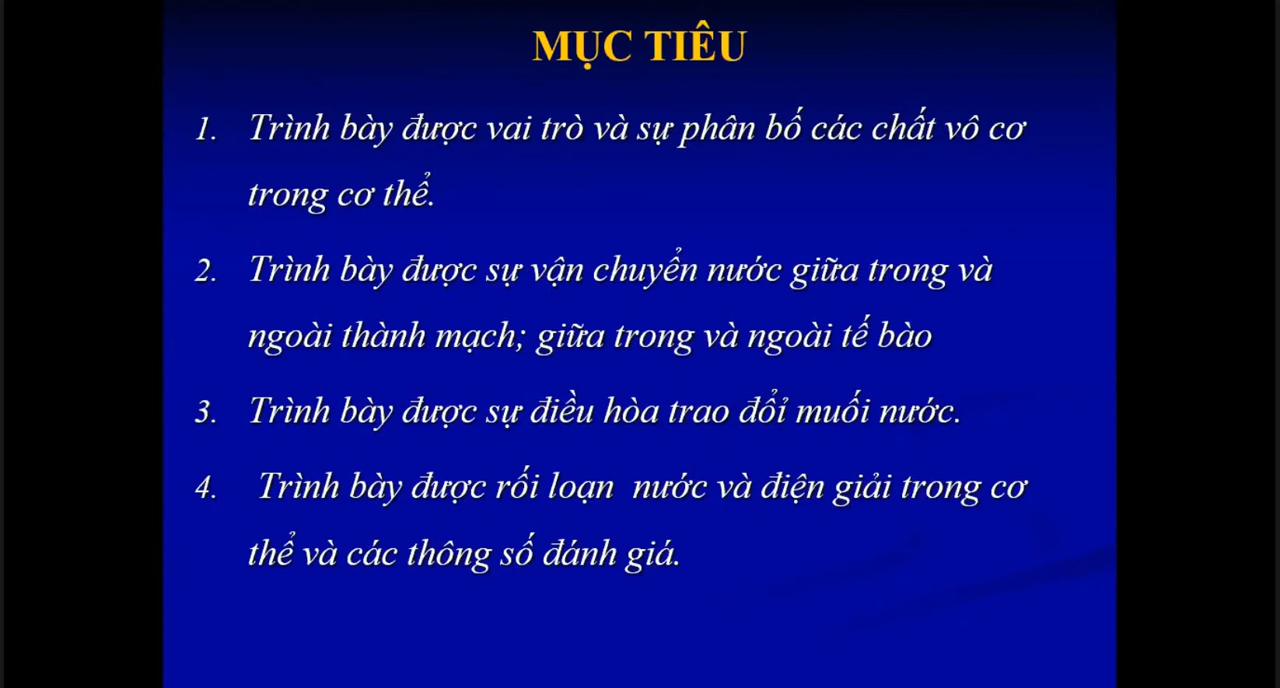 MỤC TIÊU
1. Trình bày được vai trò và sự phân bố các chất vô cơ
trong cơ thể.
2. Trình bày được sự vận chuyển nước giữa trong và
ngoài thành mạch; giữa trong và ngoài tế bào
3. Trình bày được sự điều hòa trao đổi muối nước.
4. Trình bày được rối loạn nước và điện giải trong cơ
thể và các thông số đánh giá.